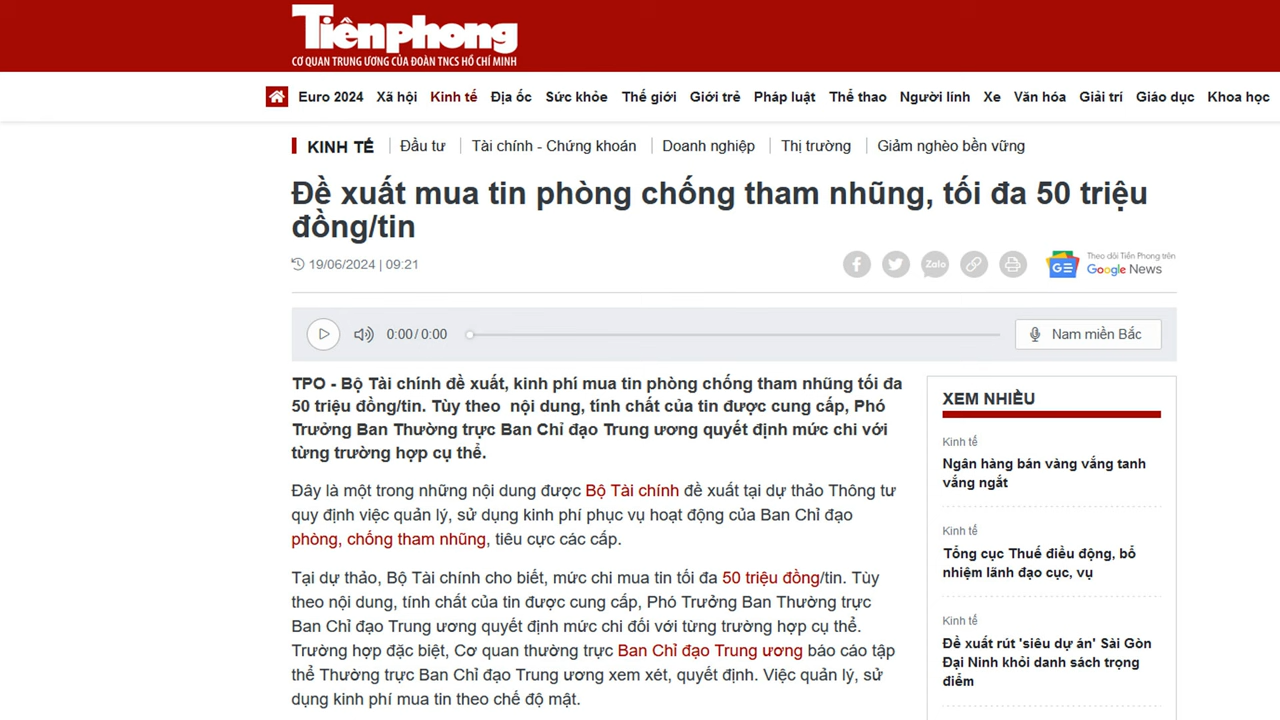 Tiênphong
CƠ QUAN TRUNG ƯƠNG CỦA ĐOÀN TNCS HỒ CHÍ MINH
Euro 2024 Xã hội Kinh tế Địa ốc Sức khỏe Thế giới Giới trẻ Pháp luật Thể thao Người lính Xe Văn hóa Giải trí Giáo dục Khoa học
KINH TẾ Đầu tư Tài chính - Chứng khoán Doanh nghiệp Thị trường Giảm nghèo bền vững
Đề xuất mua tin phòng chống tham nhũng, tối đa 50 triệu
đồng/tin
19/06/2024 | 09:21
Zalo
Theo dõi Tiền Phong trên
GE Google News
0:00/0:00
Nam miền Bắc
TPO - Bộ Tài chính đề xuất, kinh phí mua tin phòng chống tham nhũng tối đa
50 triệu đồng/tin. Tùy theo nội dung, tính chất của tin được cung cấp, Phó
Trưởng Ban Thường trực Ban Chỉ đạo Trung ương quyết định mức chi với
từng trường hợp cụ thể.
Đây là một trong những nội dung được Bộ Tài chính đề xuất tại dự thảo Thông tư
quy định việc quản lý, sử dụng kinh phí phục vụ hoạt động của Ban Chỉ đạo
phòng, chống tham nhũng, tiêu cực các cấp.
Tại dự thảo, Bộ Tài chính cho biết, mức chi mua tin tối đa 50 triệu đồng/tin. Tùy
theo nội dung, tính chất của tin được cung cấp, Phó Trưởng Ban Thường trực
Ban Chỉ đạo Trung ương quyết định mức chi đối với từng trường hợp cụ thể.
Trường hợp đặc biệt, Cơ quan thường trực Ban Chỉ đạo Trung ương báo cáo tập
thể Thường trực Ban Chỉ đạo Trung ương xem xét, quyết định. Việc quản lý, sử
dụng kinh phí mua tin theo chế độ mật.
XEM NHIỀU
Kinh tế
Ngân hàng bán vàng vắng tanh
vắng ngắt
Kinh tế
Tổng cục Thuế điều động, bổ
nhiệm lãnh đạo cục, vụ
Kinh tế
Đề xuất rút 'siêu dự án' Sài Gòn
Đại Ninh khỏi danh sách trọng
điểm